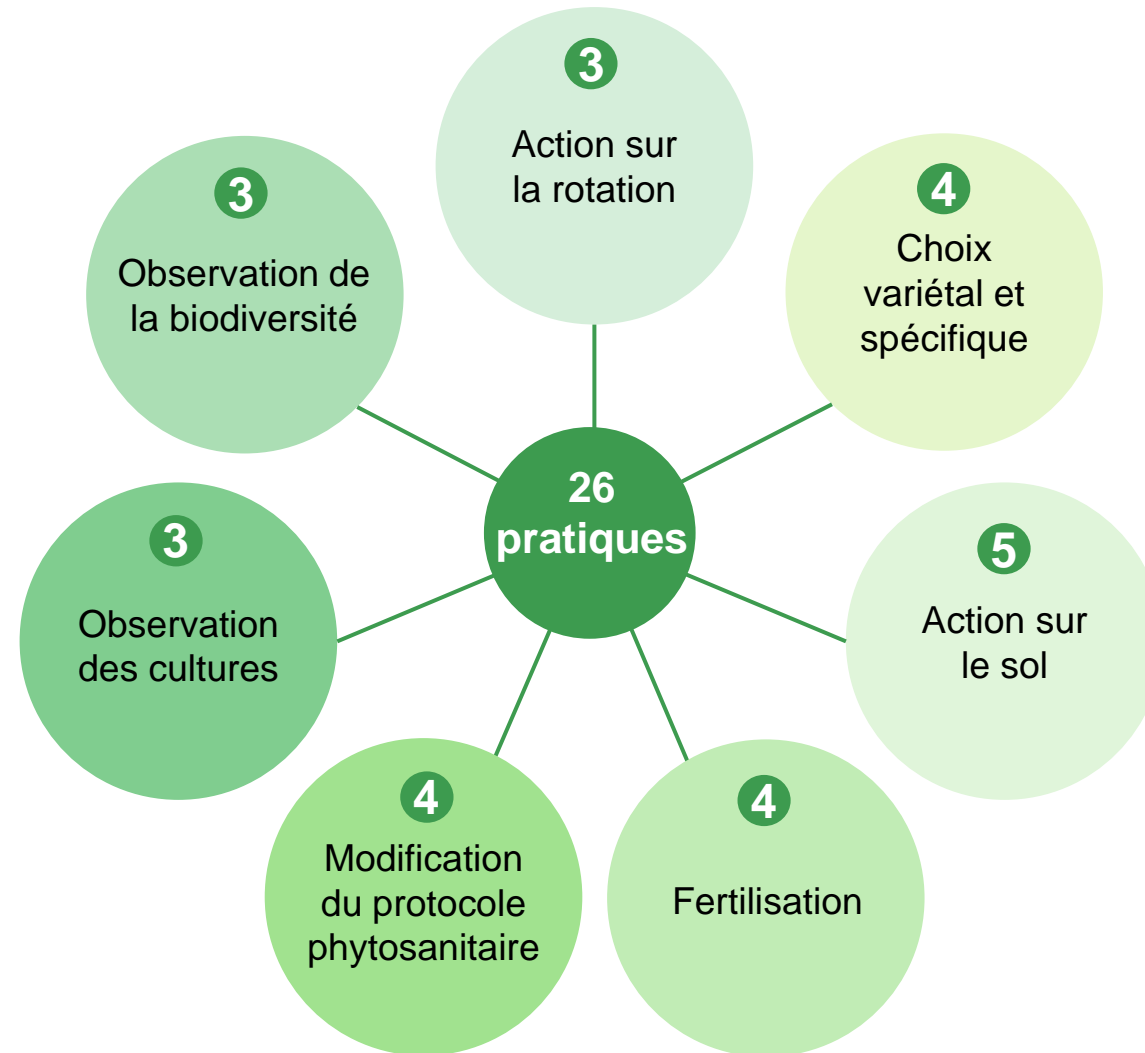 3
Action sur
la rotation
4
Choix
variétal et
spécifique
5
Action sur
le sol
4
Fertilisation
4
Modification
du protocole
phytosanitaire
3
Observation
des cultures
3
Observation de
la biodiversité
26
pratiques